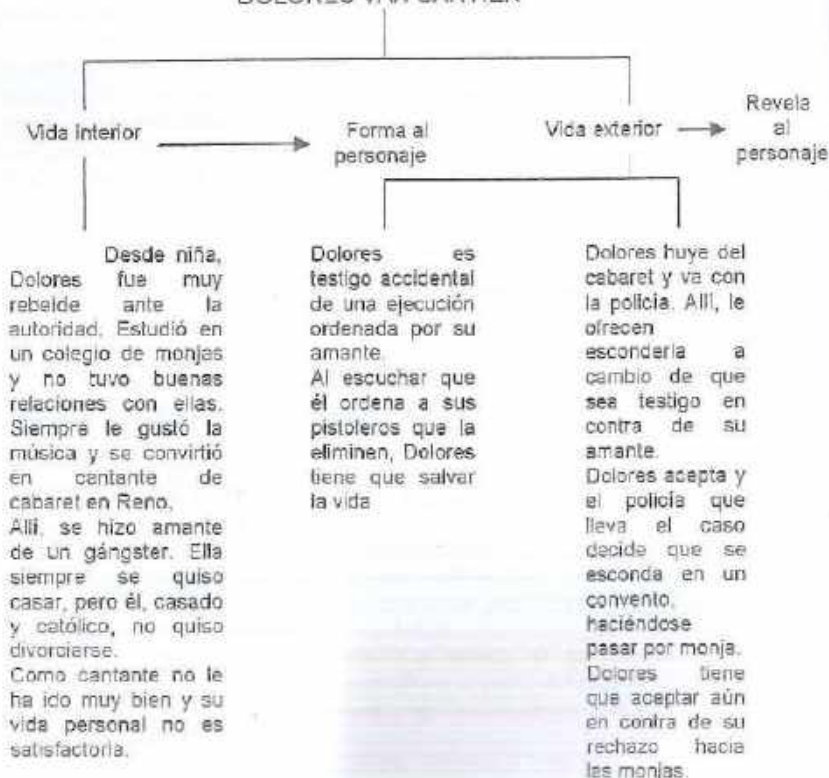 Vida Interior
Forma al
personaje
Vida exterior
Revela
al
personaje
Desde niña,
Dolores fue muy
rebelde ante la
autoridad. Estudió en
un colegio de monjas
y no tuvo buenas
relaciones con ellas.
Siempre le gustó la
música y se convirtió
en cantante de
cabaret en Reno.
Allí, se hizo amante
de un gángster. Ella
siempre se quiso
casar, pero él, casado
y católico, no quiso
divorciarse.
Como cantante no le
ha ido muy bien y su
vida personal no es
satisfactoria.
Dolores es
testigo accidental
de una ejecución
ordenada por su
amante.
Al escuchar que
él ordena a sus
pistoleros que la
eliminen, Dolores
tiene que salvar
la vida
Dolores huye del
cabaret y va con
la policía. Allí, le
ofrecen
esconderla a
cambio de que
sea testigo en
contra de su
amante.
Dolores acepta y
el policía que
lleva el caso
decide que se
esconda en un
convento,
haciéndose
pasar por monja.
Dolores tiene
que aceptar aún
en contra de su
rechazo hacia
las monjas.